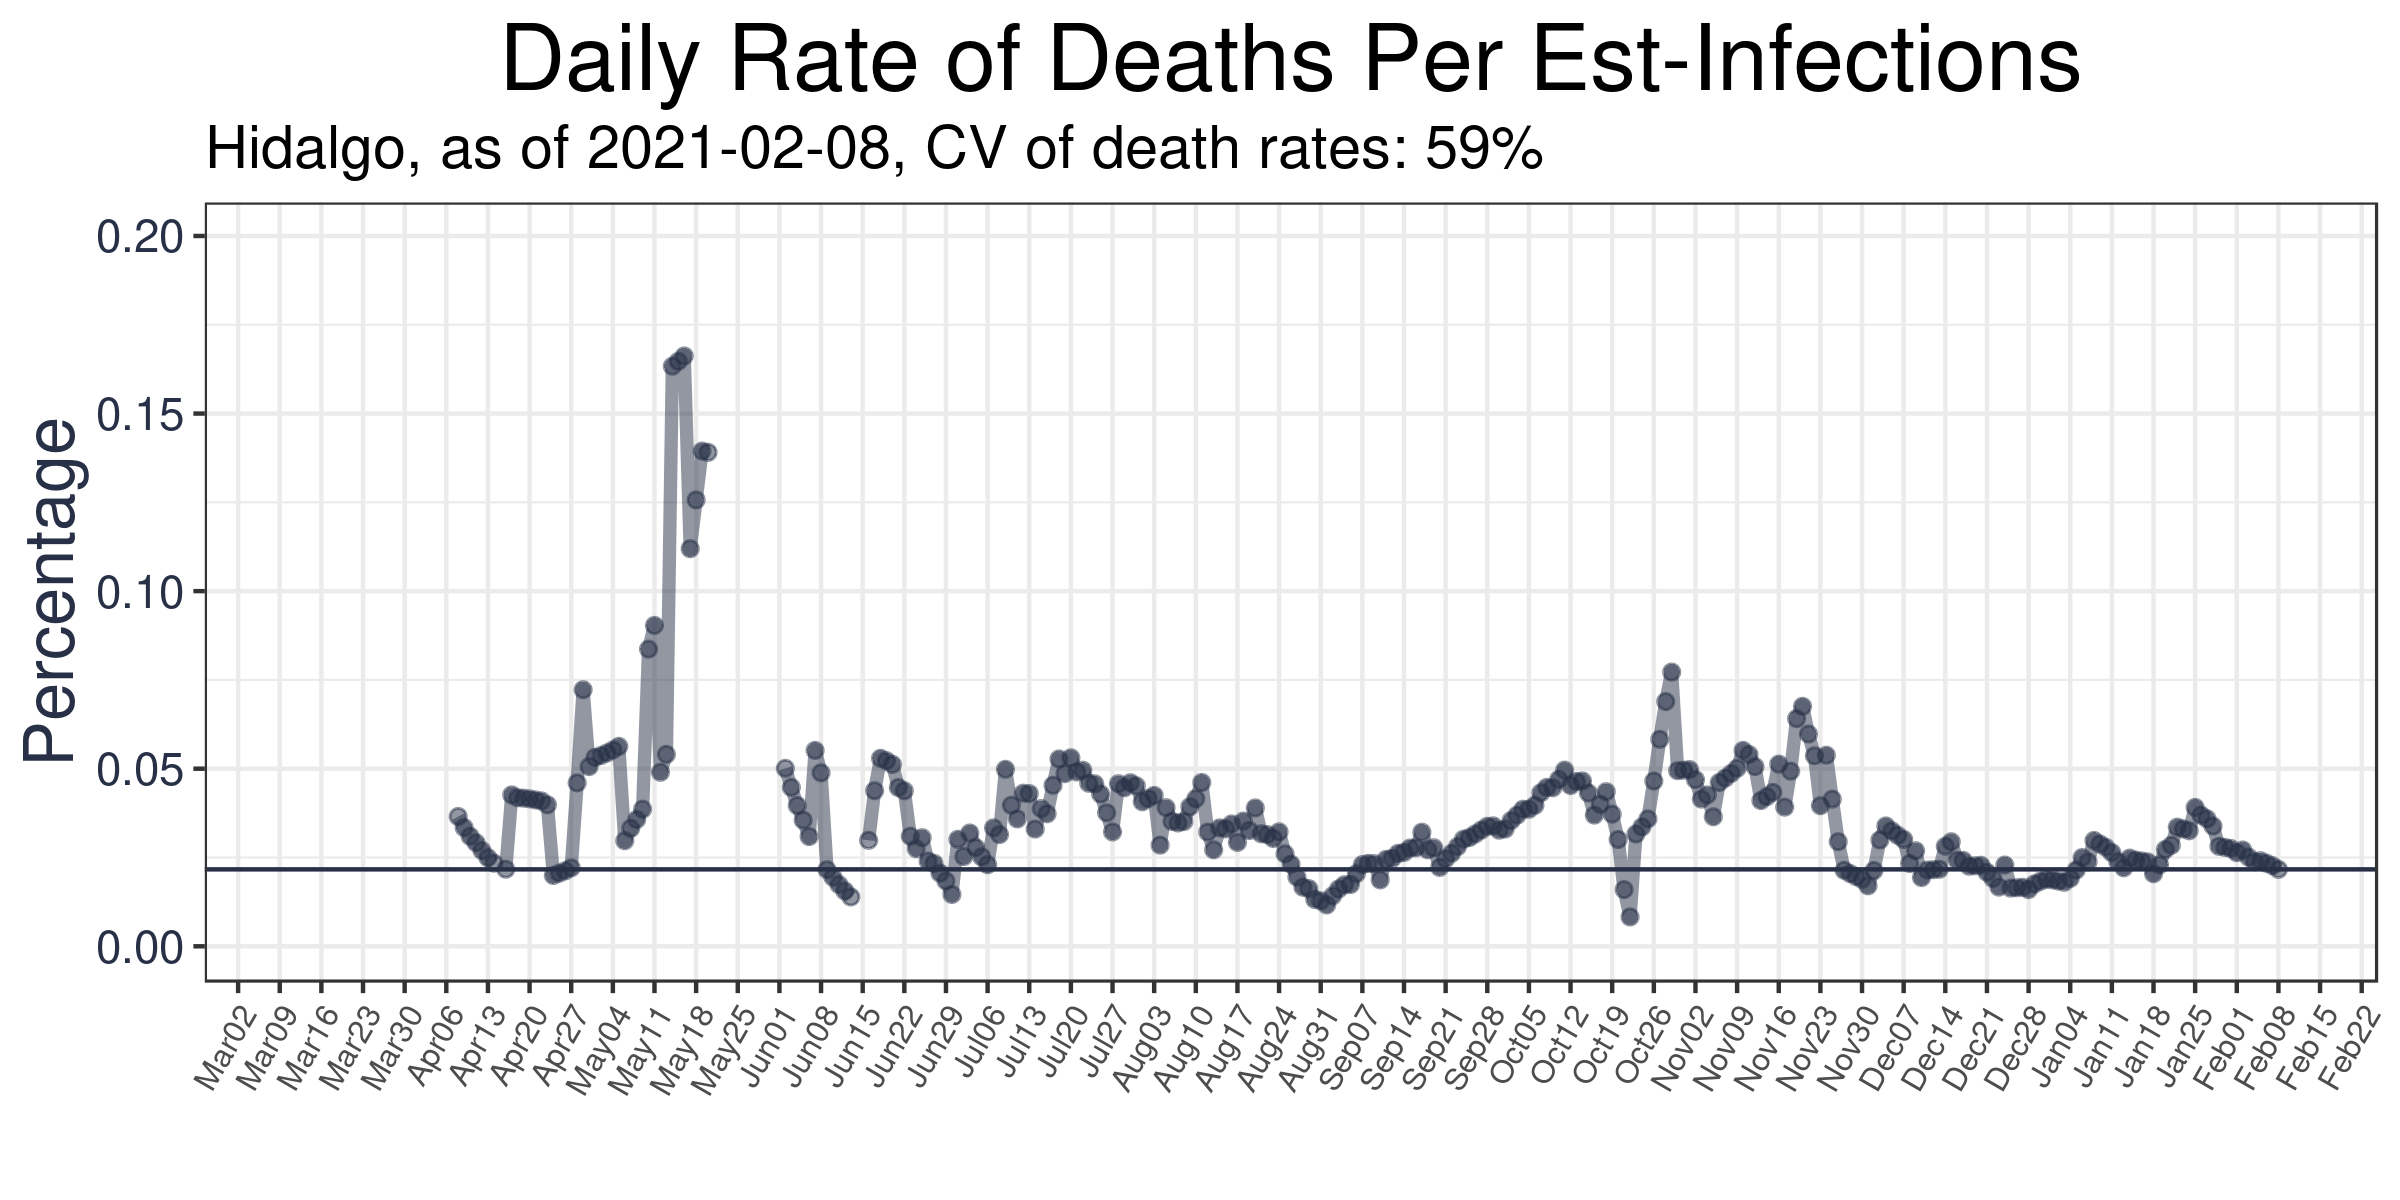 Daily Rate of Deaths Per Est-Infections
Hidalgo, as of 2021-02-08, CV of death rates: 59%
Percentage
0.20
0.15
0.10
0.05
0.00
Mar02
Mar09
Mar16
Mar23
Mar30
Apr06
Apr13
Apr20
Apr27
May04
May11
May18
May25
Jun01
Jun08
Jun15
Jun22
Jun29
Jul06
Jul13
Jul20
Jul27
Aug03
Aug10
Aug17
Aug24
Aug31
Sep07
Sep14
Sep21
Sep28
Oct05
Oct12
Oct19
Oct26
Nov02
Nov09
Nov16
Nov23
Nov30
Dec07
Dec14
Dec21
Dec28
Jan04
Jan11
Jan18
Jan25
Feb01
Feb08
Feb15
Feb22